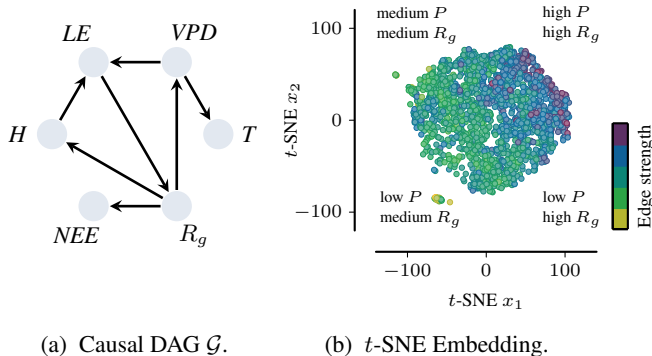 LE
VPD
H
T
NEE
R_g
(a) Causal DAG 𝒢.
medium P
medium R_g
high P
high R_g
low P
medium R_g
low P
high R_g
100
0
−100
t-SNE x_2
−100
0
100
t-SNE x_1
Edge strength
(b) t-SNE Embedding.